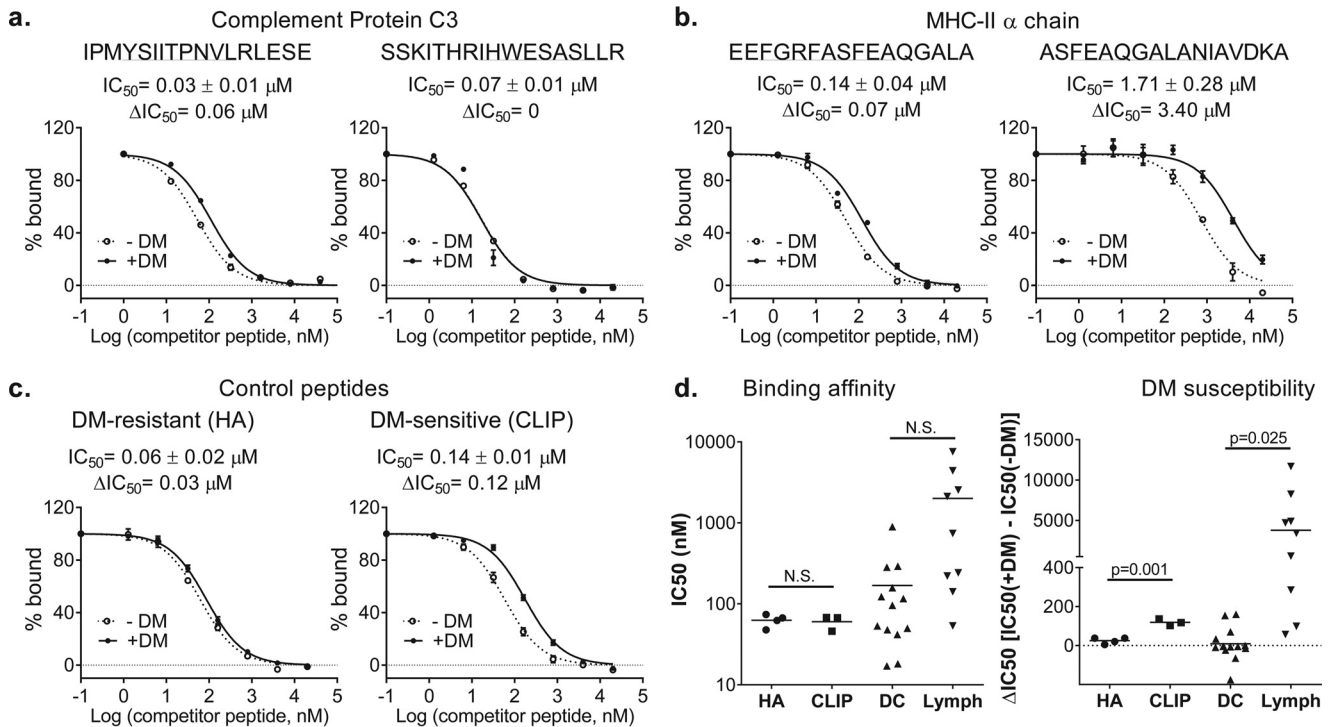 a.
Complement Protein C3
IPMYSIITPNVLRLESE
IC50= 0.03 ± 0.01 μM
ΔIC50= 0.06 μM
% bound
120
80
40
0
- DM
+DM
-1 0 1 2 3 4 5
Log (competitor peptide, nM)
SSKITHRIHWESASLLR
IC50= 0.07 ± 0.01 μM
ΔIC50= 0
% bound
120
80
40
0
- DM
+DM
-1 0 1 2 3 4 5
Log (competitor peptide, nM)
b.
MHC-II α chain
EEFGRFASFEAQGALA
IC50= 0.14 ± 0.04 μM
ΔIC50= 0.07 μM
% bound
120
80
40
0
- DM
+DM
-1 0 1 2 3 4 5
Log (competitor peptide, nM)
ASFEAQGALANIAVDKA
IC50= 1.71 ± 0.28 μM
ΔIC50= 3.40 μM
% bound
120
80
40
0
- DM
+DM
-1 0 1 2 3 4 5
Log (competitor peptide, nM)
c.
Control peptides
DM-resistant (HA)
IC50= 0.06 ± 0.02 μM
ΔIC50= 0.03 μM
% bound
120
80
40
0
- DM
+DM
-1 0 1 2 3 4 5
Log (competitor peptide, nM)
DM-sensitive (CLIP)
IC50= 0.14 ± 0.01 μM
ΔIC50= 0.12 μM
% bound
120
80
40
0
- DM
+DM
-1 0 1 2 3 4 5
Log (competitor peptide, nM)
d.
Binding affinity
IC50 (nM)
10000
1000
100
10
N.S.
N.S.
HA CLIP DC Lymph
DM susceptibility
ΔIC50 [IC50(+DM) - IC50(-DM)]
15000
10000
5000
400
200
0
p=0.001
p=0.025
HA CLIP DC Lymph